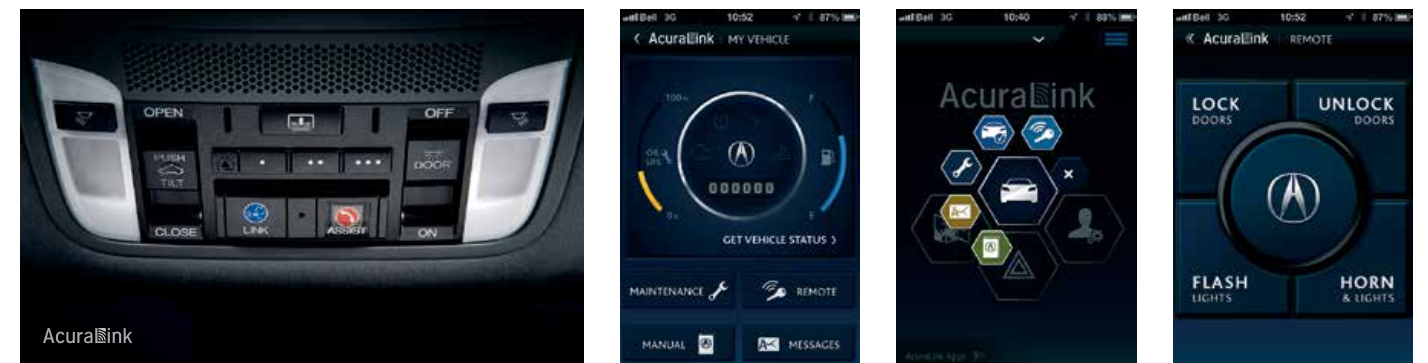 OPEN
OFF
PUSH
TILT
DOOR
CLOSE
LINK
ASSIST
ON
AcuraLink
Bell 3G 10:52 87%
AcuraLink MY VEHICLE
100%
F
OIL
LIFE
000000
0%
E
GET VEHICLE STATUS
MAINTENANCE
REMOTE
MANUAL
MESSAGES
Bell 3G 10:40 88%
AcuraLink
Bell 3G 10:52 87%
AcuraLink REMOTE
LOCK
DOORS
UNLOCK
DOORS
FLASH
LIGHTS
HORN
& LIGHTS